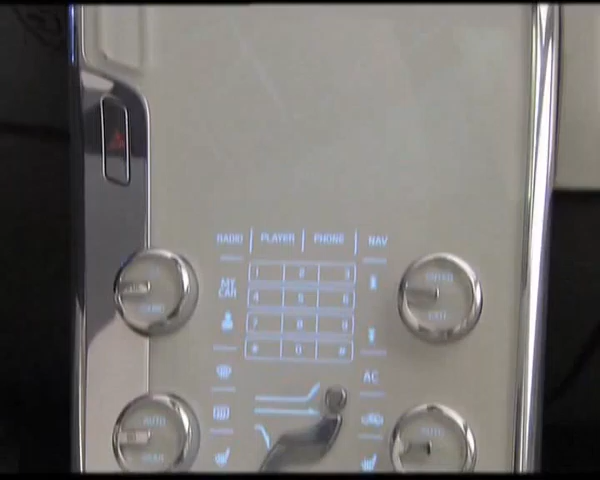 RADIO PLAYER PHONE NAV
MY CAR
1 2 3
4 5 6
7 8 9
* 0 #
AC
AUTO